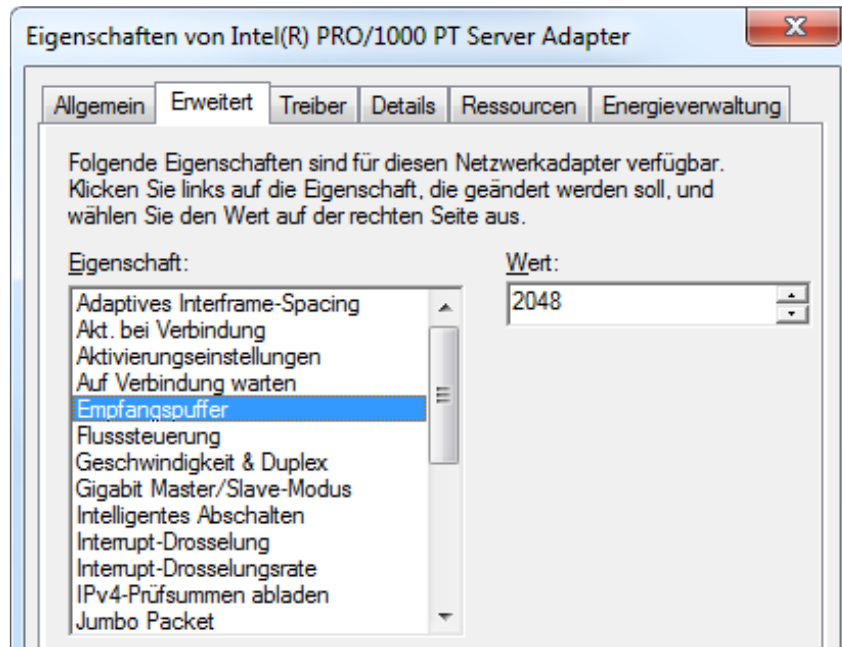 Eigenschaften von Intel(R) PRO/1000 PT Server Adapter
Allgemein Erweitert Treiber Details Ressourcen Energieverwaltung
Folgende Eigenschaften sind für diesen Netzwerkadapter verfügbar.
Klicken Sie links auf die Eigenschaft, die geändert werden soll, und
wählen Sie den Wert auf der rechten Seite aus.
Eigenschaft: Wert:
2048
Adaptives Interframe-Spacing
Akt. bei Verbindung
Aktivierungseinstellungen
Auf Verbindung warten
Empfangspuffer
Flusssteuerung
Geschwindigkeit & Duplex
Gigabit Master/Slave-Modus
Intelligentes Abschalten
Interrupt-Drosselung
Interrupt-Drosselungsrate
IPv4-Prüfsummen abladen
Jumbo Packet